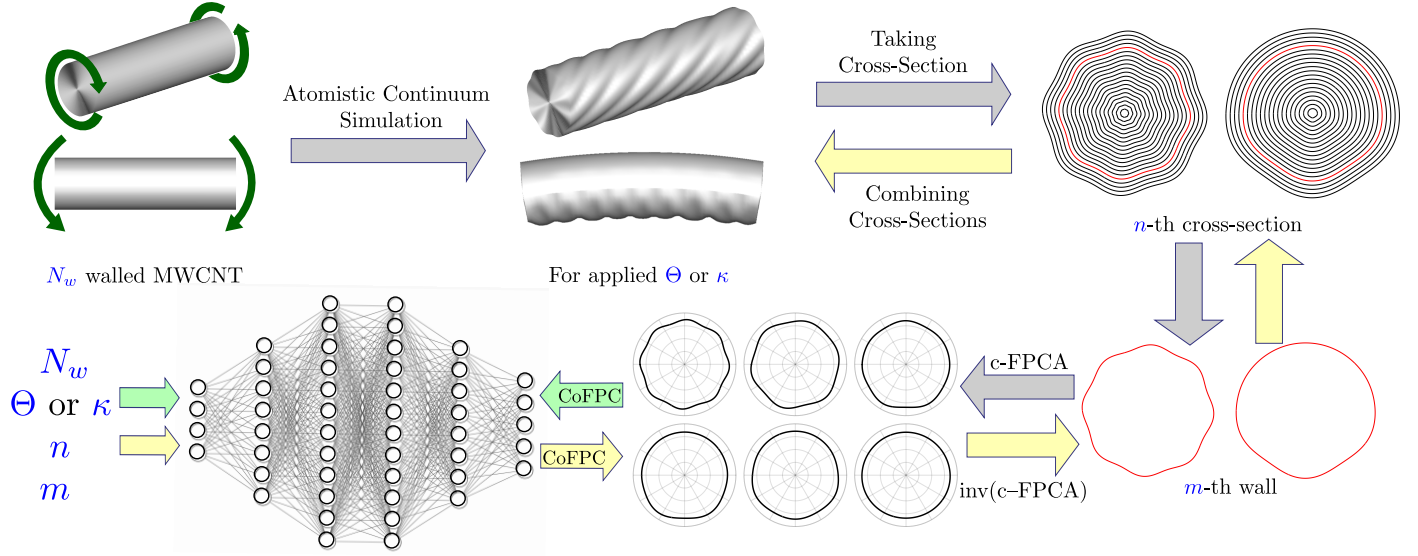 Atomistic Continuum
Simulation
Taking
Cross-Section
Combining
Cross-Sections
n-th cross-section
N_w walled MWCNT
For applied Θ or κ
N_w
Θ or κ
n
m
CoFPC
CoFPC
c-FPCA
inv(c–FPCA)
m-th wall